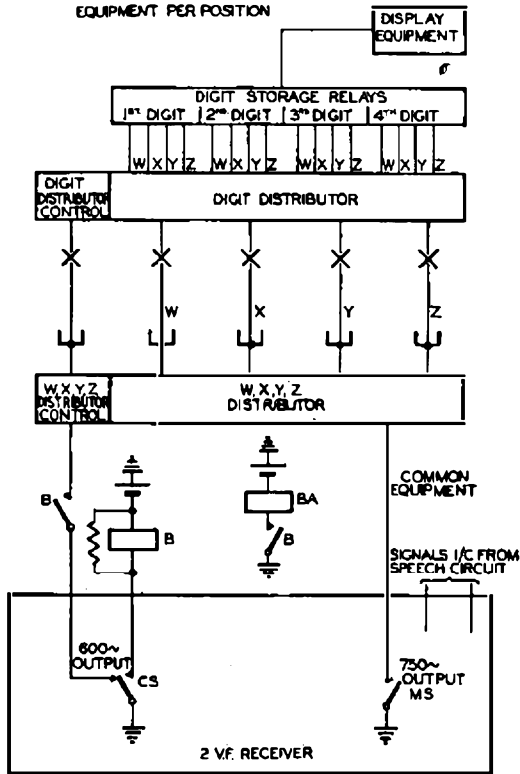 EQUIPMENT PER POSITION
DISPLAY
EQUIPMENT
DIGIT STORAGE RELAYS
1ST DIGIT 2ND DIGIT 3RD DIGIT 4TH DIGIT
W X Y Z W X Y Z W X Y Z W X Y Z
DIGIT
DISTRIBUTOR
CONTROL
DIGIT DISTRIBUTOR
W X Y Z
W,X,Y,Z
DISTRIBUTOR
CONTROL
W,X,Y,Z
DISTRIBUTOR
B
B
BA
B
COMMON
EQUIPMENT
SIGNALS I/C FROM
SPEECH CIRCUIT
600~
OUTPUT
CS
750~
OUTPUT
MS
2 V.F. RECEIVER